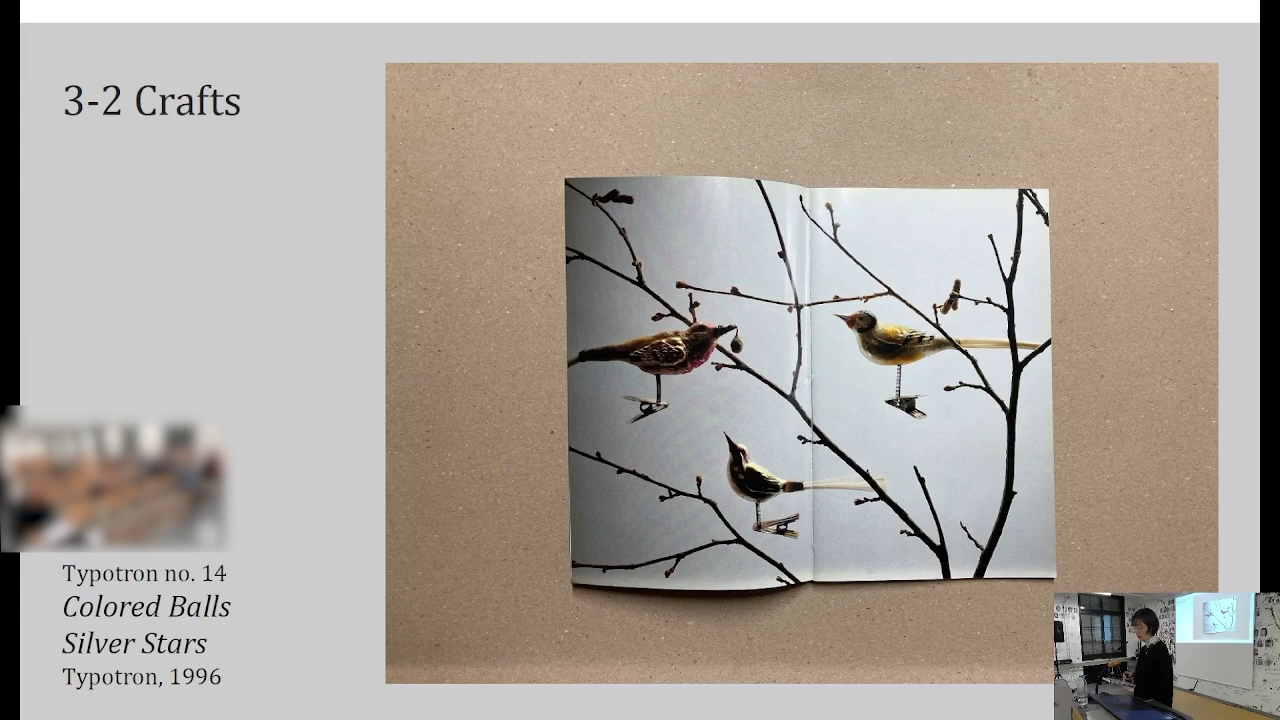 3-2 Crafts
Typotron no. 14
Colored Balls
Silver Stars
Typotron, 1996